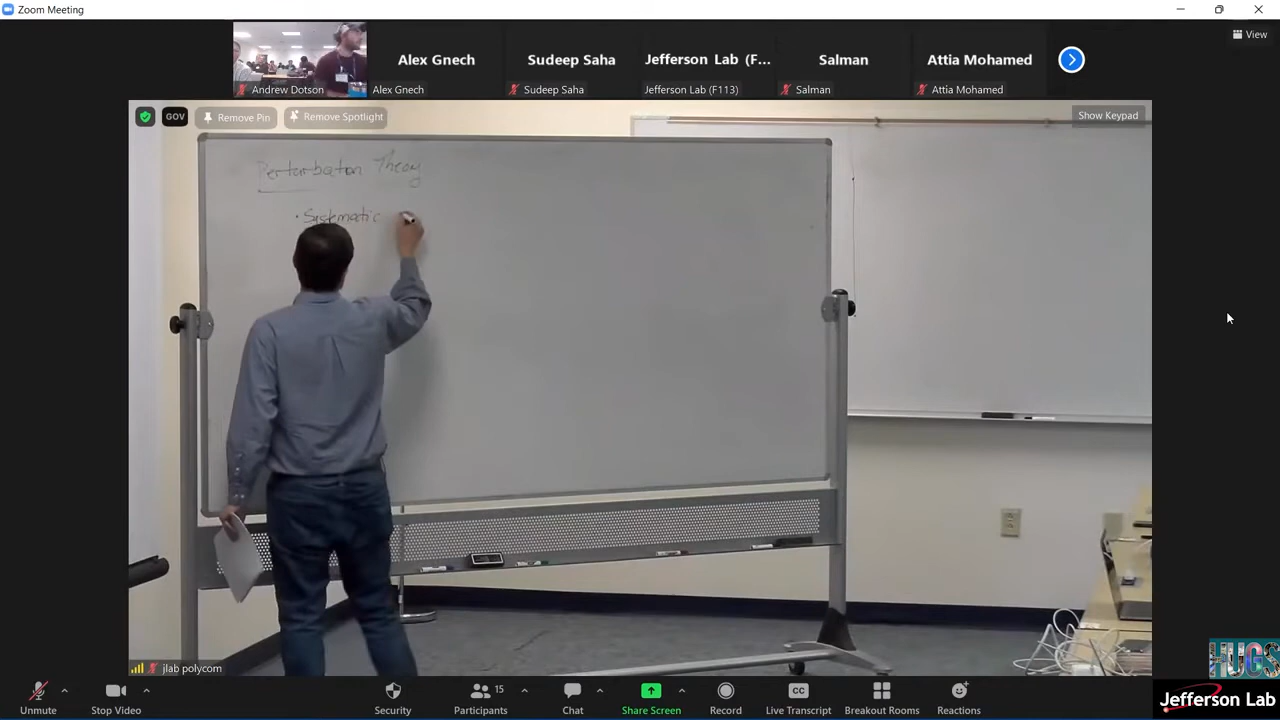 Zoom Meeting
View
Alex Gnech
Sudeep Saha
Jefferson Lab (F...
Salman
Attia Mohamed
Andrew Dotson
Alex Gnech
Sudeep Saha
Jefferson Lab (F113)
Salman
Attia Mohamed
GOV
Remove Pin
Remove Spotlight
Show Keypad
Perturbation Theory
• Systematic
jlab polycom
HUGS
Jefferson Lab
15
Unmute
Stop Video
Security
Participants
Chat
Share Screen
Record
Live Transcript
Breakout Rooms
Reactions